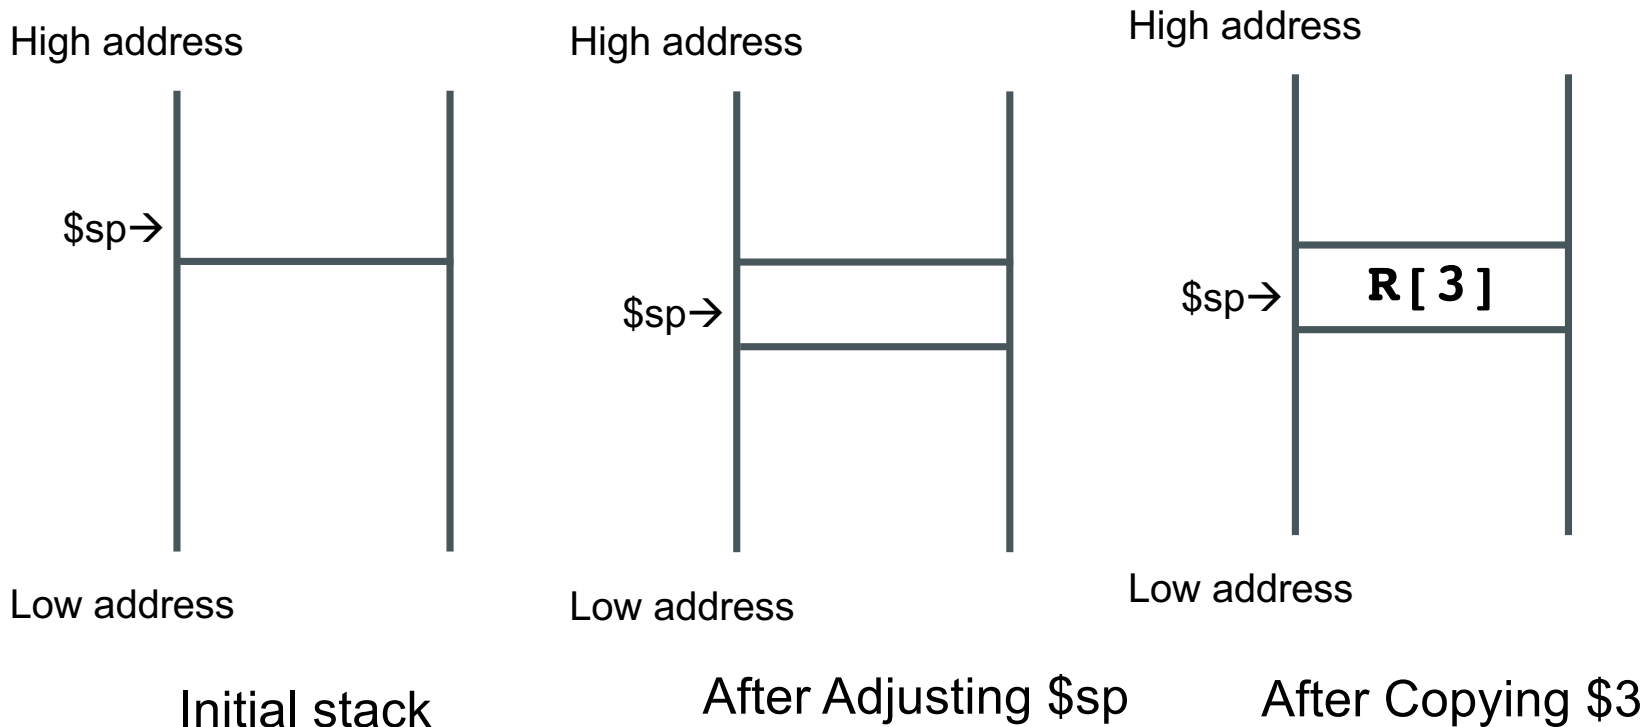 High address
$sp→
Low address
Initial stack
High address
$sp→
Low address
After Adjusting $sp
High address
$sp→
R[3]
Low address
After Copying $3